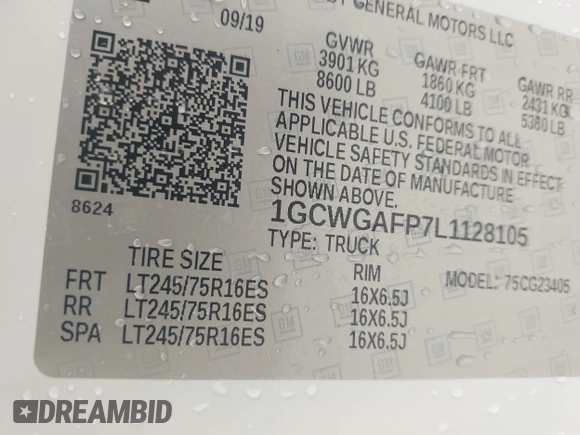 GENERAL MOTORS LLC
09/19
GVWR
3901 KG
8600 LB
GAWR FRT
1860 KG
4100 LB
GAWR RR
2431 KG
5360 LB
THIS VEHICLE CONFORMS TO ALL
APPLICABLE U.S. FEDERAL MOTOR
VEHICLE SAFETY STANDARDS IN EFFECT
ON THE DATE OF MANUFACTURE
SHOWN ABOVE.
8624
1GCWGAFP7L1128105
TYPE: TRUCK
TIRE SIZE
RIM
MODEL: 75CG23405
FRT LT245/75R16ES 16X6.5J
RR LT245/75R16ES 16X6.5J
SPA LT245/75R16ES 16X6.5J
GM
DREAMBID